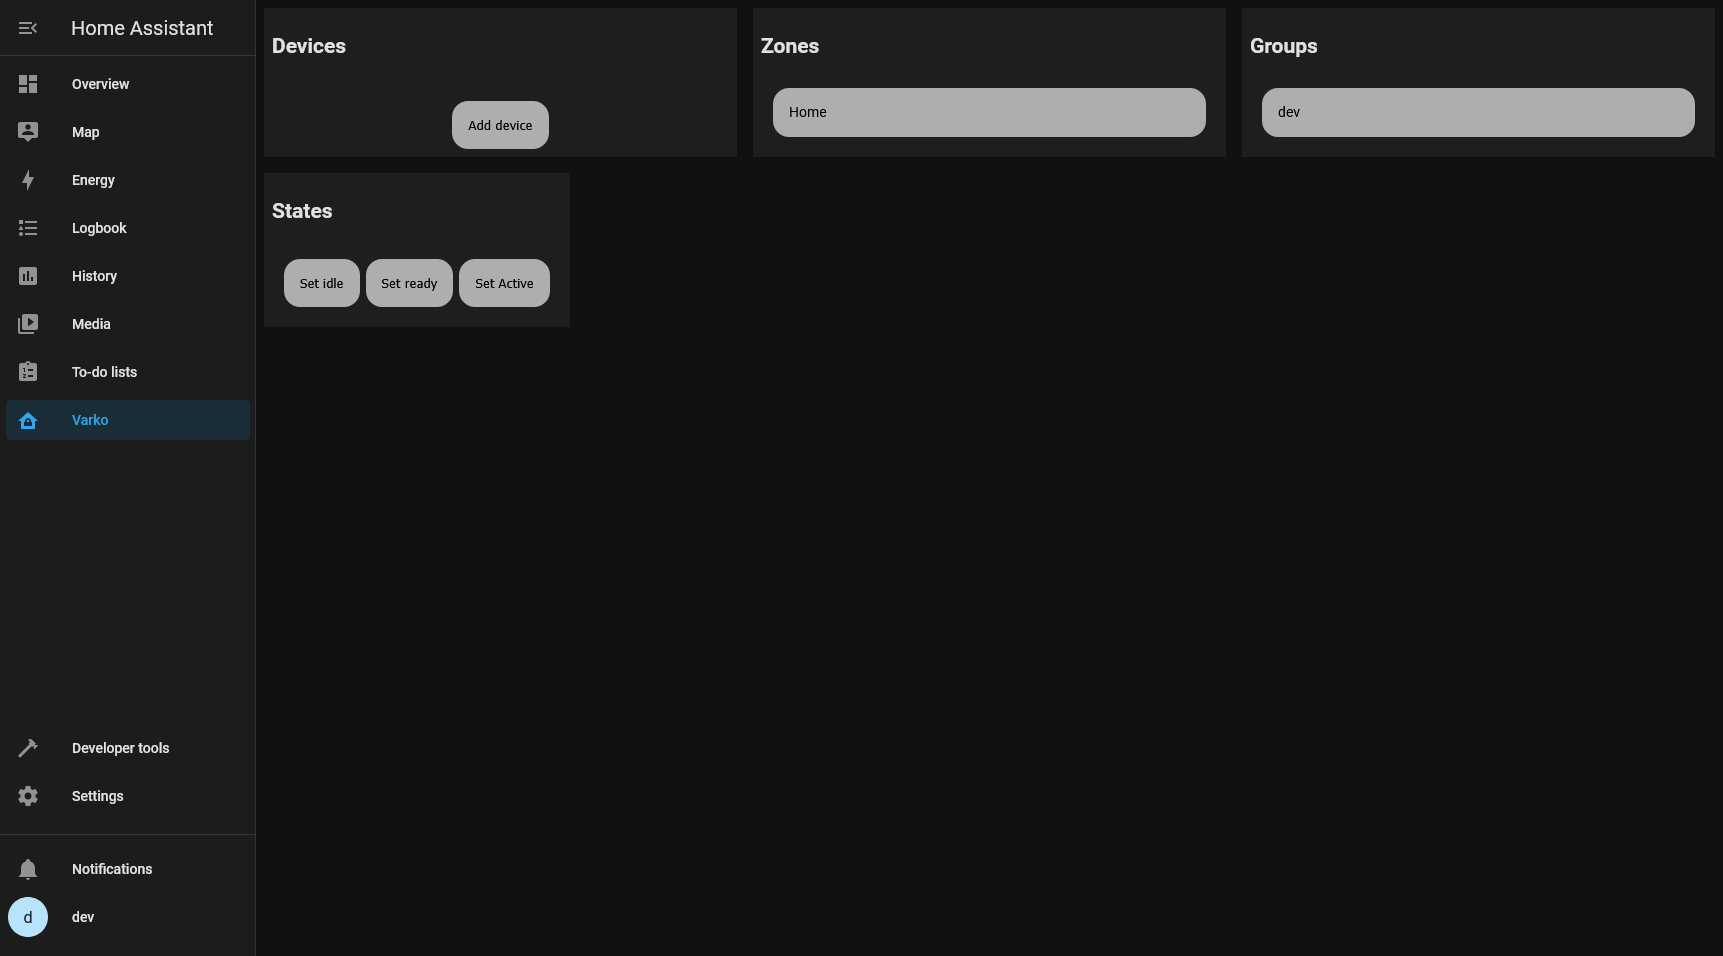 Home Assistant
Overview
Map
Energy
Logbook
History
Media
To-do lists
Varko
Developer tools
Settings
Notifications
d
dev
Devices
Add device
Zones
Home
Groups
dev
States
Set idle
Set ready
Set Active